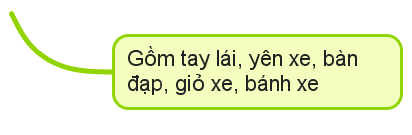 Gồm tay lái, yên xe, bàn
đạp, giỏ xe, bánh xe